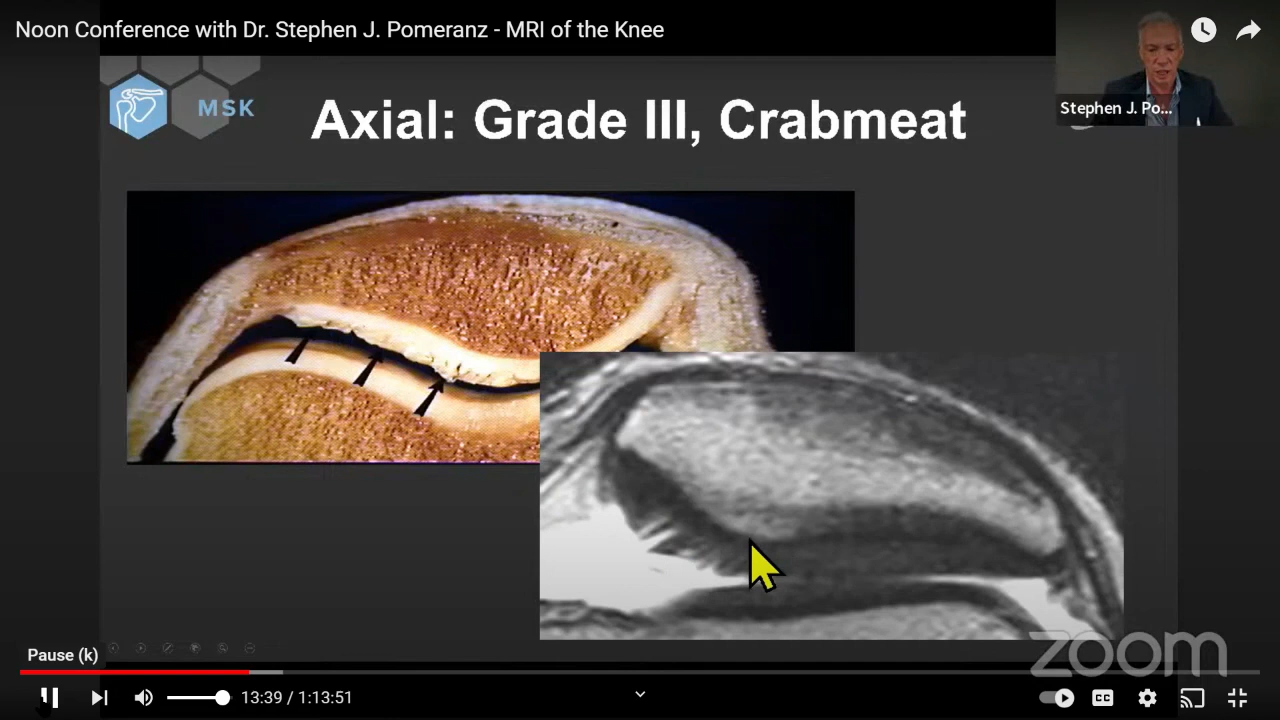 Noon Conference with Dr. Stephen J. Pomeranz - MRI of the Knee
Stephen J. Po...
MSK
Axial: Grade III, Crabmeat
zoom
Pause (k)
13:39 / 1:13:51
CC